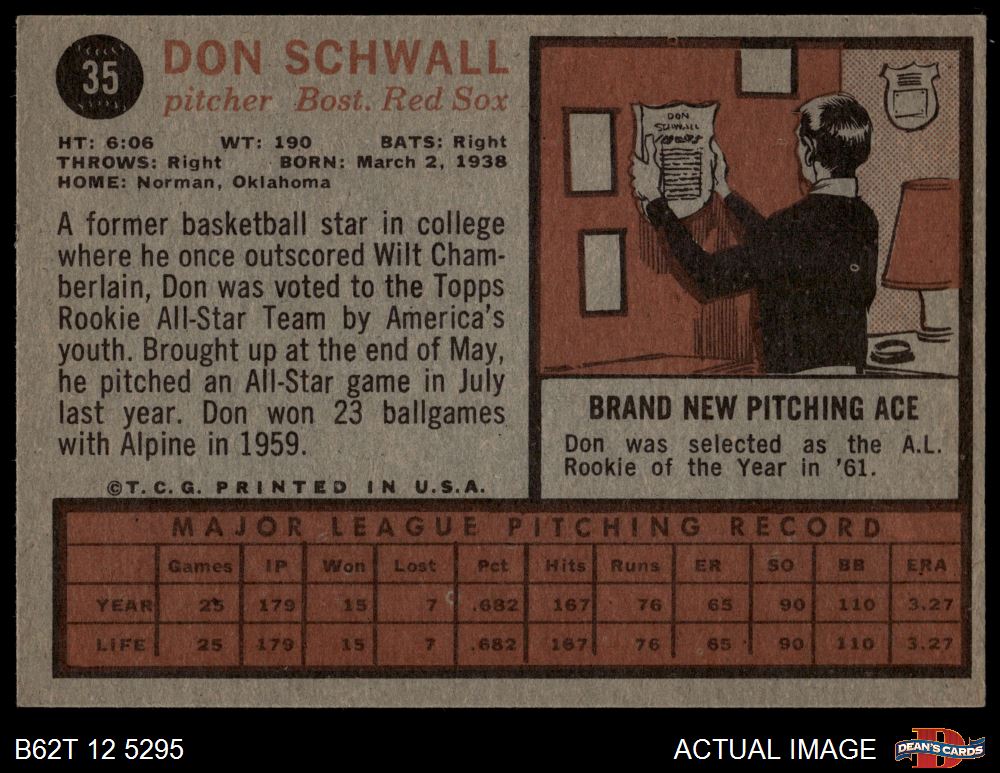 35
DON SCHWALL
pitcher Bost. Red Sox
HT: 6:06 WT: 190 BATS: Right
THROWS: Right BORN: March 2, 1938
HOME: Norman, Oklahoma
A former basketball star in college
where he once outscored Wilt Cham-
berlain, Don was voted to the Topps
Rookie All-Star Team by America's
youth. Brought up at the end of May,
he pitched an All-Star game in July
last year. Don won 23 ballgames
with Alpine in 1959.
©T.C.G. PRINTED IN U.S.A.
DON
SCHWALL
BRAND NEW PITCHING ACE
Don was selected as the A.L.
Rookie of the Year in '61.
MAJOR LEAGUE PITCHING RECORD
Games IP Won Lost Pct Hits Runs ER SO BB ERA
YEAR 25 179 15 7 .682 167 76 65 90 110 3.27
LIFE 25 179 15 7 .682 167 76 65 90 110 3.27
B62T 12 5295
ACTUAL IMAGE
D
DEAN'S CARDS